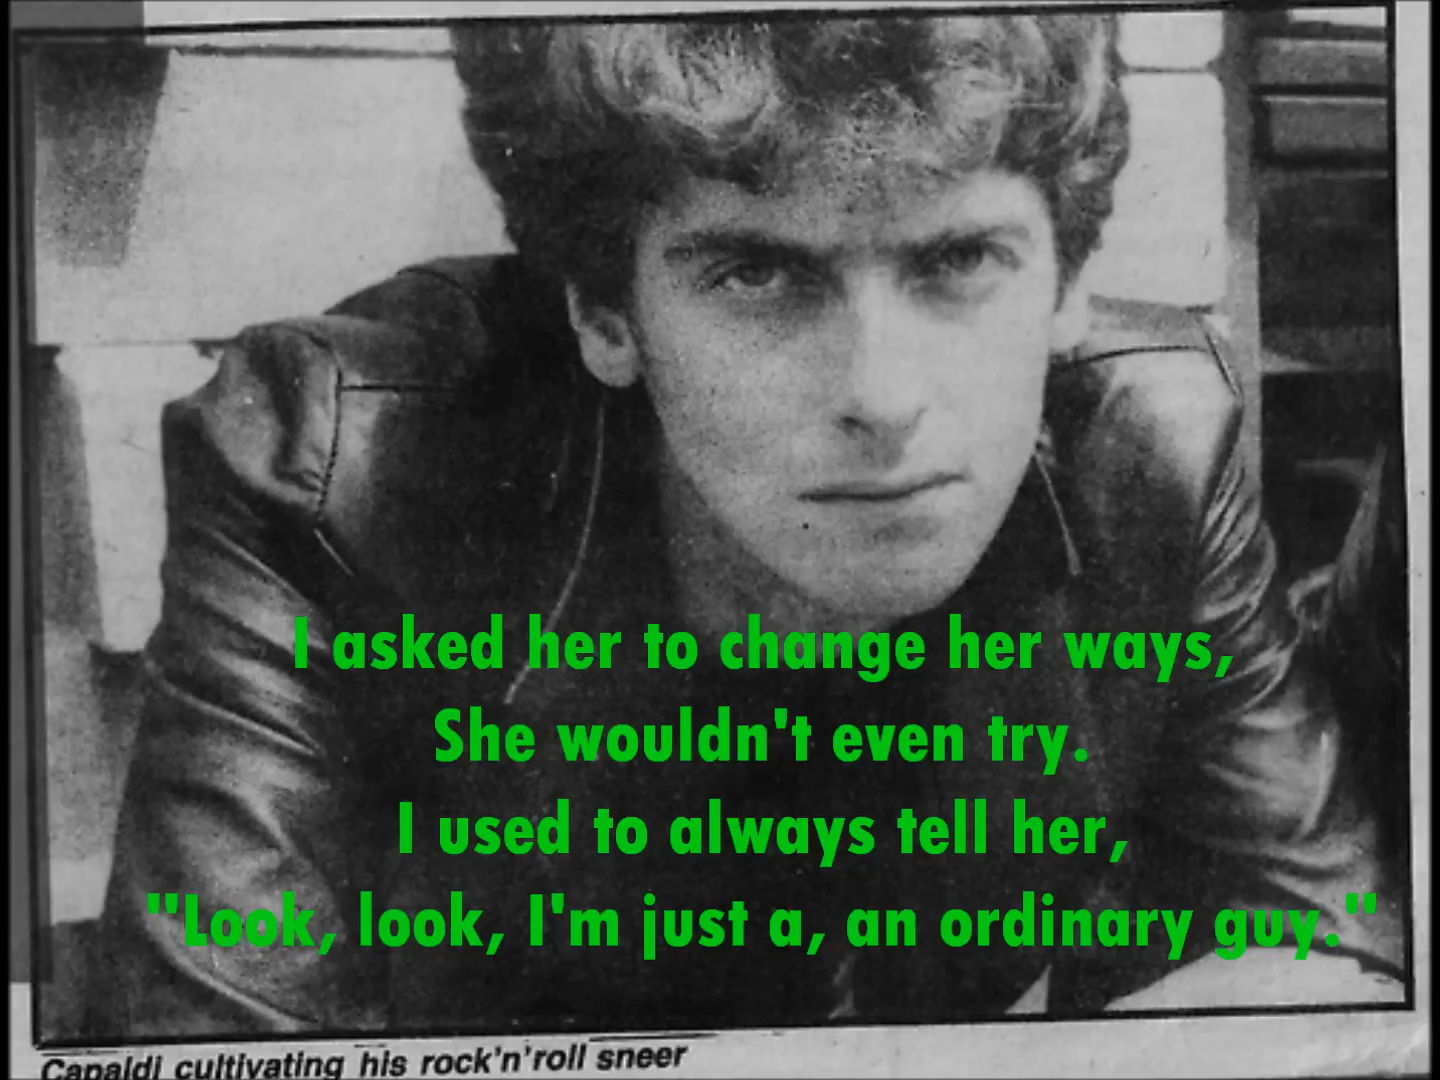 I asked her to change her ways,
She wouldn't even try.
I used to always tell her,
"Look, look, I'm just a, an ordinary guy."
Capaldi cultivating his rock'n'roll sneer